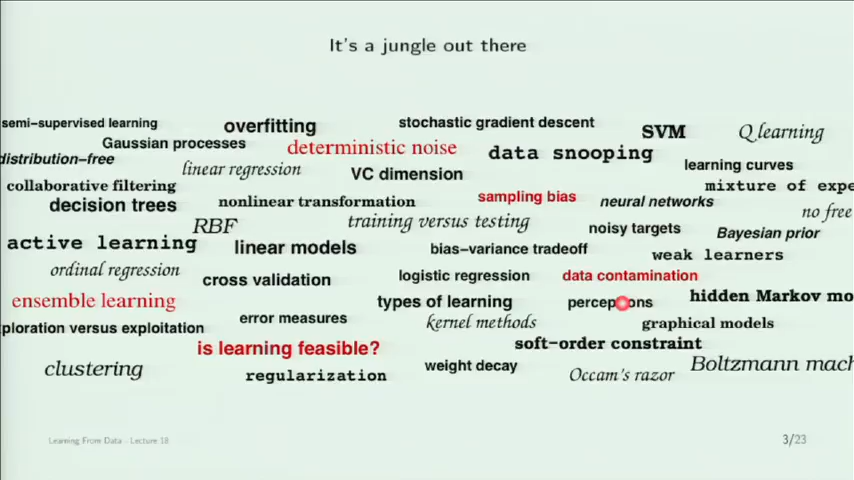 It's a jungle out there
semi-supervised learning overfitting stochastic gradient descent SVM Q learning
Gaussian processes deterministic noise data snooping learning curves
distribution-free linear regression VC dimension mixture of expe
collaborative filtering decision trees nonlinear transformation sampling bias neural networks no free
RBF training versus testing noisy targets Bayesian prior
active learning linear models bias-variance tradeoff weak learners
ordinal regression cross validation logistic regression data contamination
ensemble learning types of learning hidden Markov mo
ploration versus exploitation error measures kernel methods graphical models
is learning feasible? soft-order constraint
clustering regularization weight decay Occam's razor Boltzmann mach
Learning From Data - Lecture 18 3/23